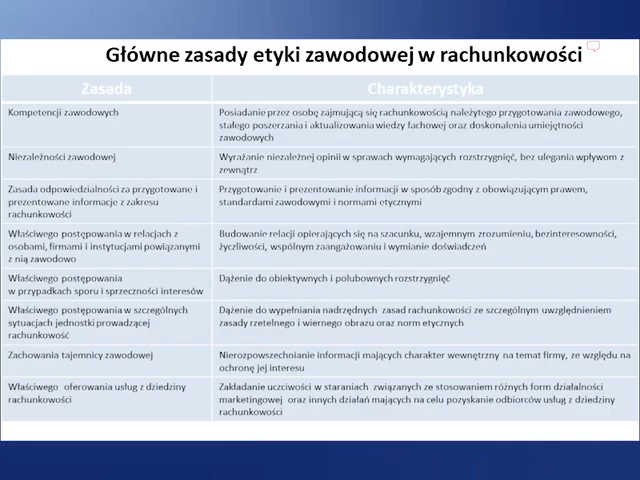 Główne zasady etyki zawodowej w rachunkowości
Zasada
Charakterystyka
Kompetencji zawodowych
Posiadanie przez osobę zajmującą się rachunkowością należytego przygotowania zawodowego,
stałego poszerzania i aktualizowania wiedzy fachowej oraz doskonalenia umiejętności
zawodowych
Niezależności zawodowej
Wyrażanie niezależnej opinii w sprawach wymagających rozstrzygnięć, bez ulegania wpływom z
zewnątrz
Zasada odpowiedzialności za przygotowane i
prezentowane informacje z zakresu
rachunkowości
Przygotowanie i prezentowanie informacji w sposób zgodny z obowiązującym prawem,
standardami zawodowymi i normami etycznymi
Właściwego postępowania w relacjach z
osobami, firmami i instytucjami powiązanymi
z nią zawodowo
Budowanie relacji opierających się na szacunku, wzajemnym zrozumieniu, bezinteresowności,
życzliwości, wspólnym zaangażowaniu i wymianie doświadczeń
Właściwego postępowania
w przypadkach sporu i sprzeczności interesów
Dążenie do obiektywnych i polubownych rozstrzygnięć
Właściwego postępowania w szczególnych
sytuacjach jednostki prowadzącej
rachunkowość
Dążenie do wypełniania nadrzędnych zasad rachunkowości ze szczególnym uwzględnieniem
zasady rzetelnego i wiernego obrazu oraz norm etycznych
Zachowania tajemnicy zawodowej
Nierozpowszechnianie informacji mających charakter wewnętrzny na temat firmy, ze względu na
ochronę jej interesu
Właściwego oferowania usług z dziedziny
rachunkowości
Zakładanie uczciwości w staraniach związanych ze stosowaniem różnych form działalności
marketingowej oraz innych działań mających na celu pozyskanie odbiorców usług z dziedziny
rachunkowości